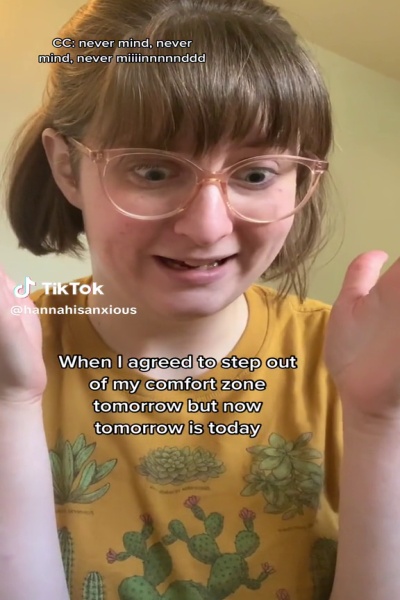 CC: never mind, never
mind, never miiiinnnnnddd
TikTok
@hannahisanxious
When I agreed to step out
of my comfort zone
tomorrow but now
tomorrow is today